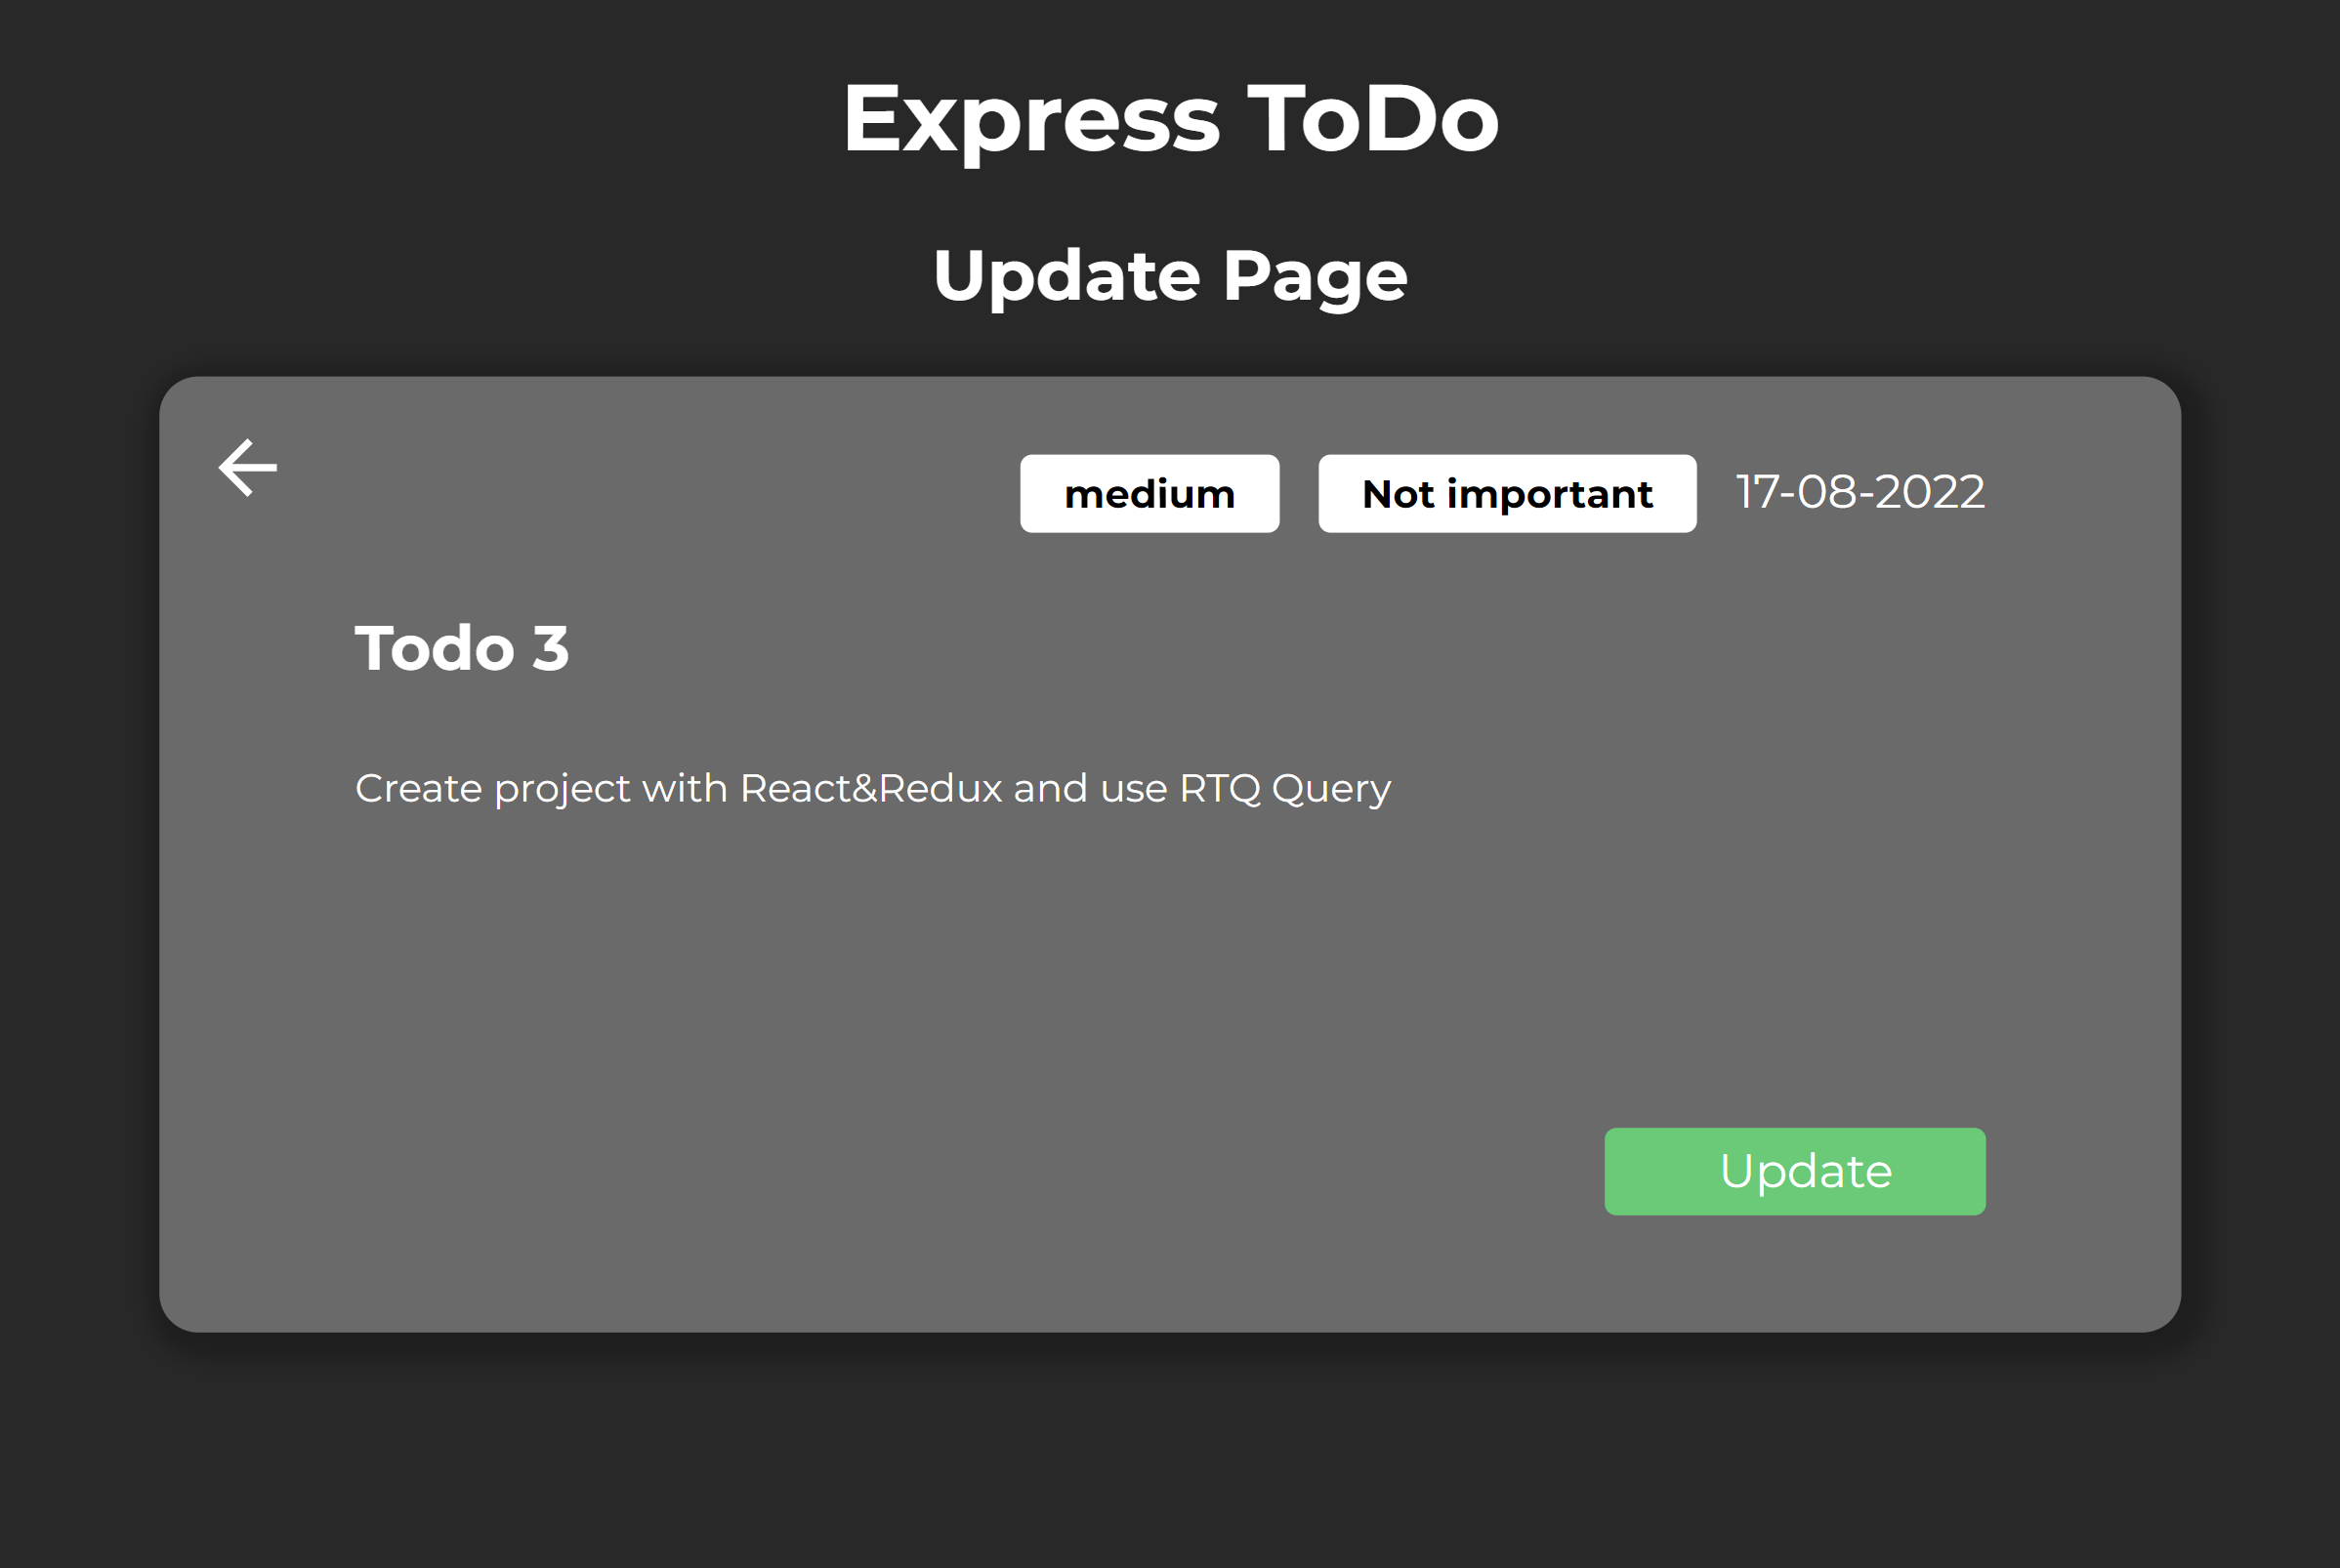 Express ToDo
Update Page
medium
Not important
17-08-2022
Todo 3
Create project with React&Redux and use RTQ Query
Update